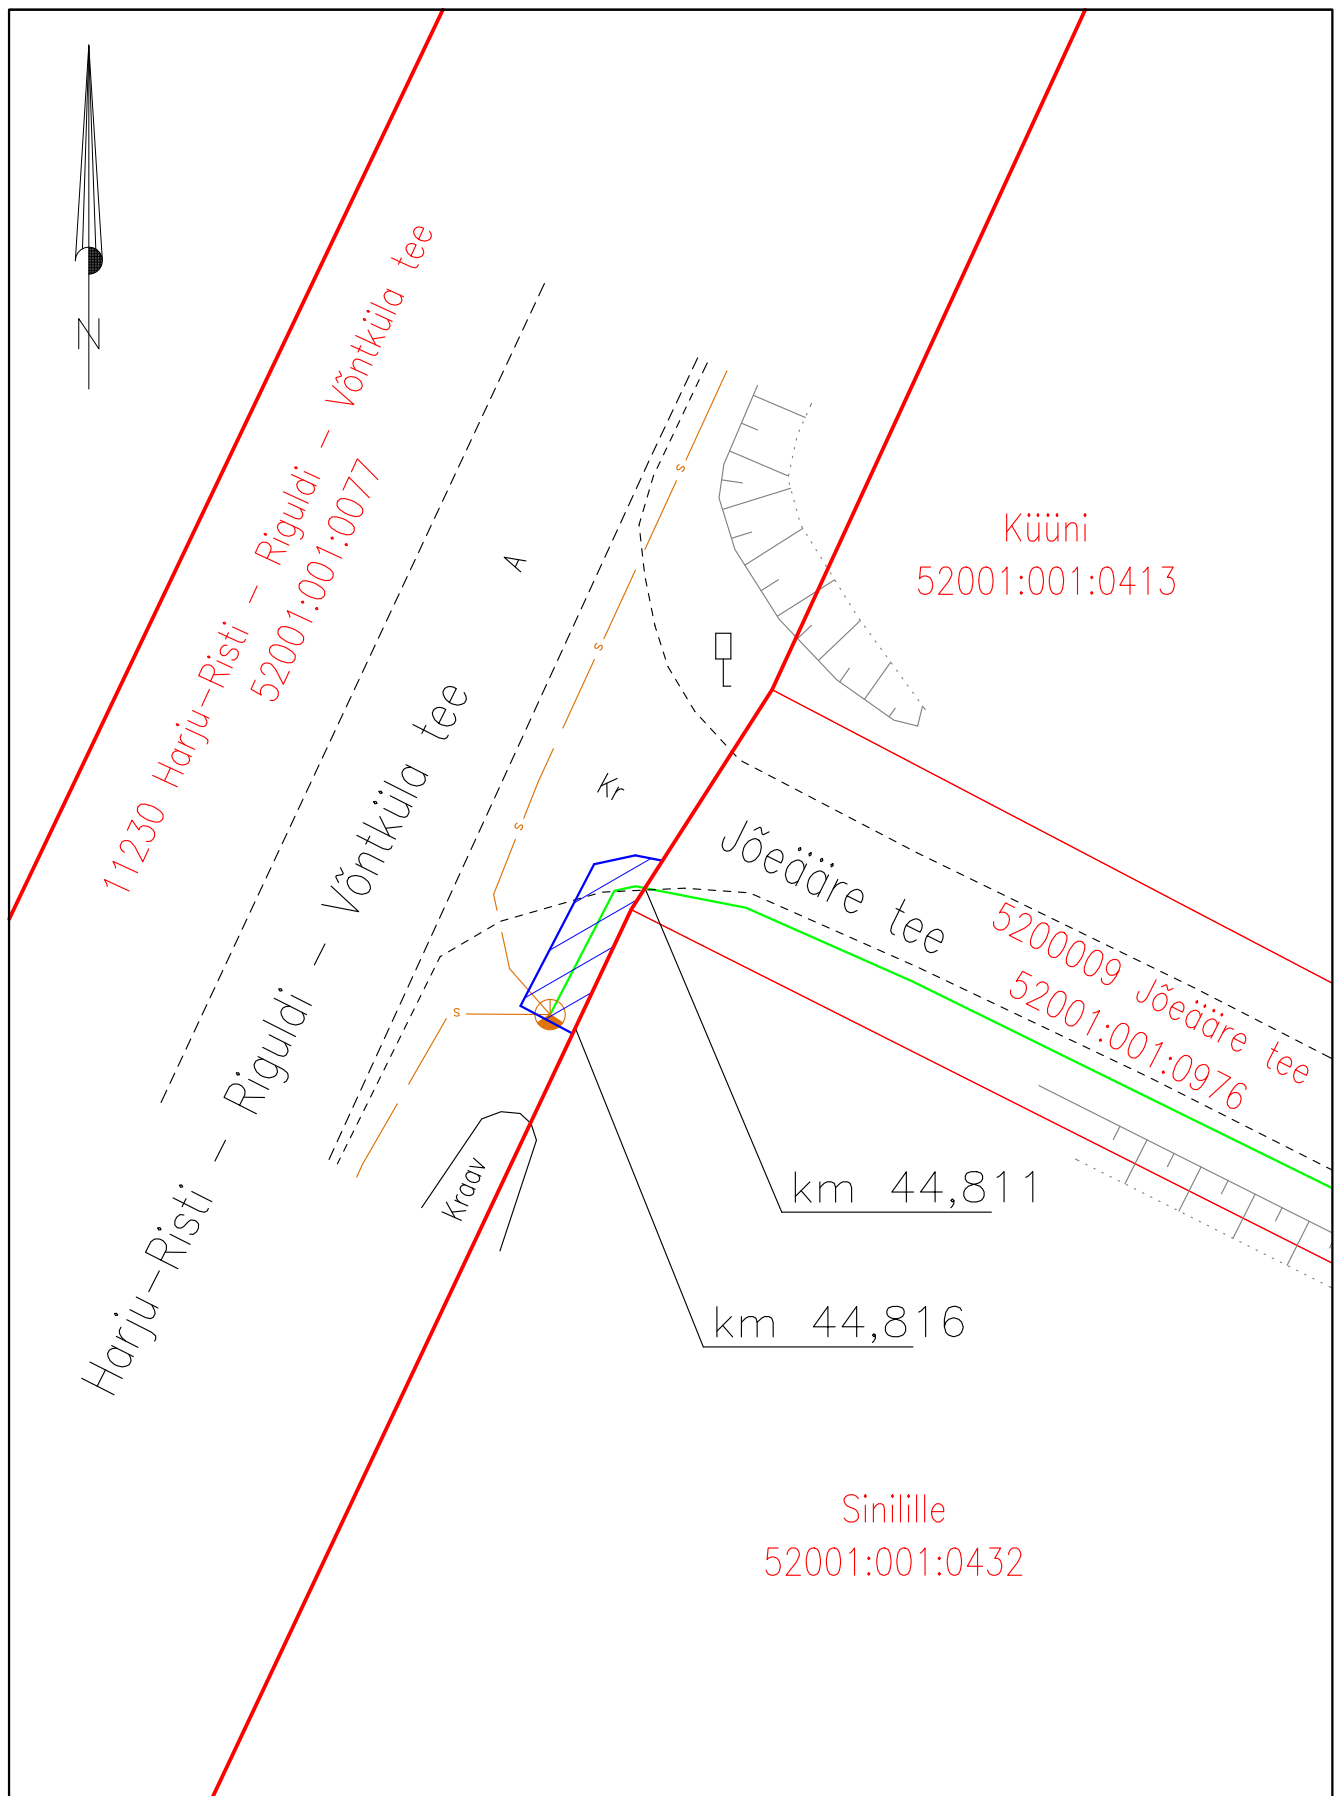 N
11230 Harju-Risti - Riguldi - Võntküla tee
52001:001:0077
A
s
Küüni
52001:001:0413
s
Kr
s
Jõeääre tee
5200009 Jõeääre tee
52001:001:0976
s
Harju-Risti - Riguldi - Võntküla tee
Kraav
km 44,811
km 44,816
Sinilille
52001:001:0432